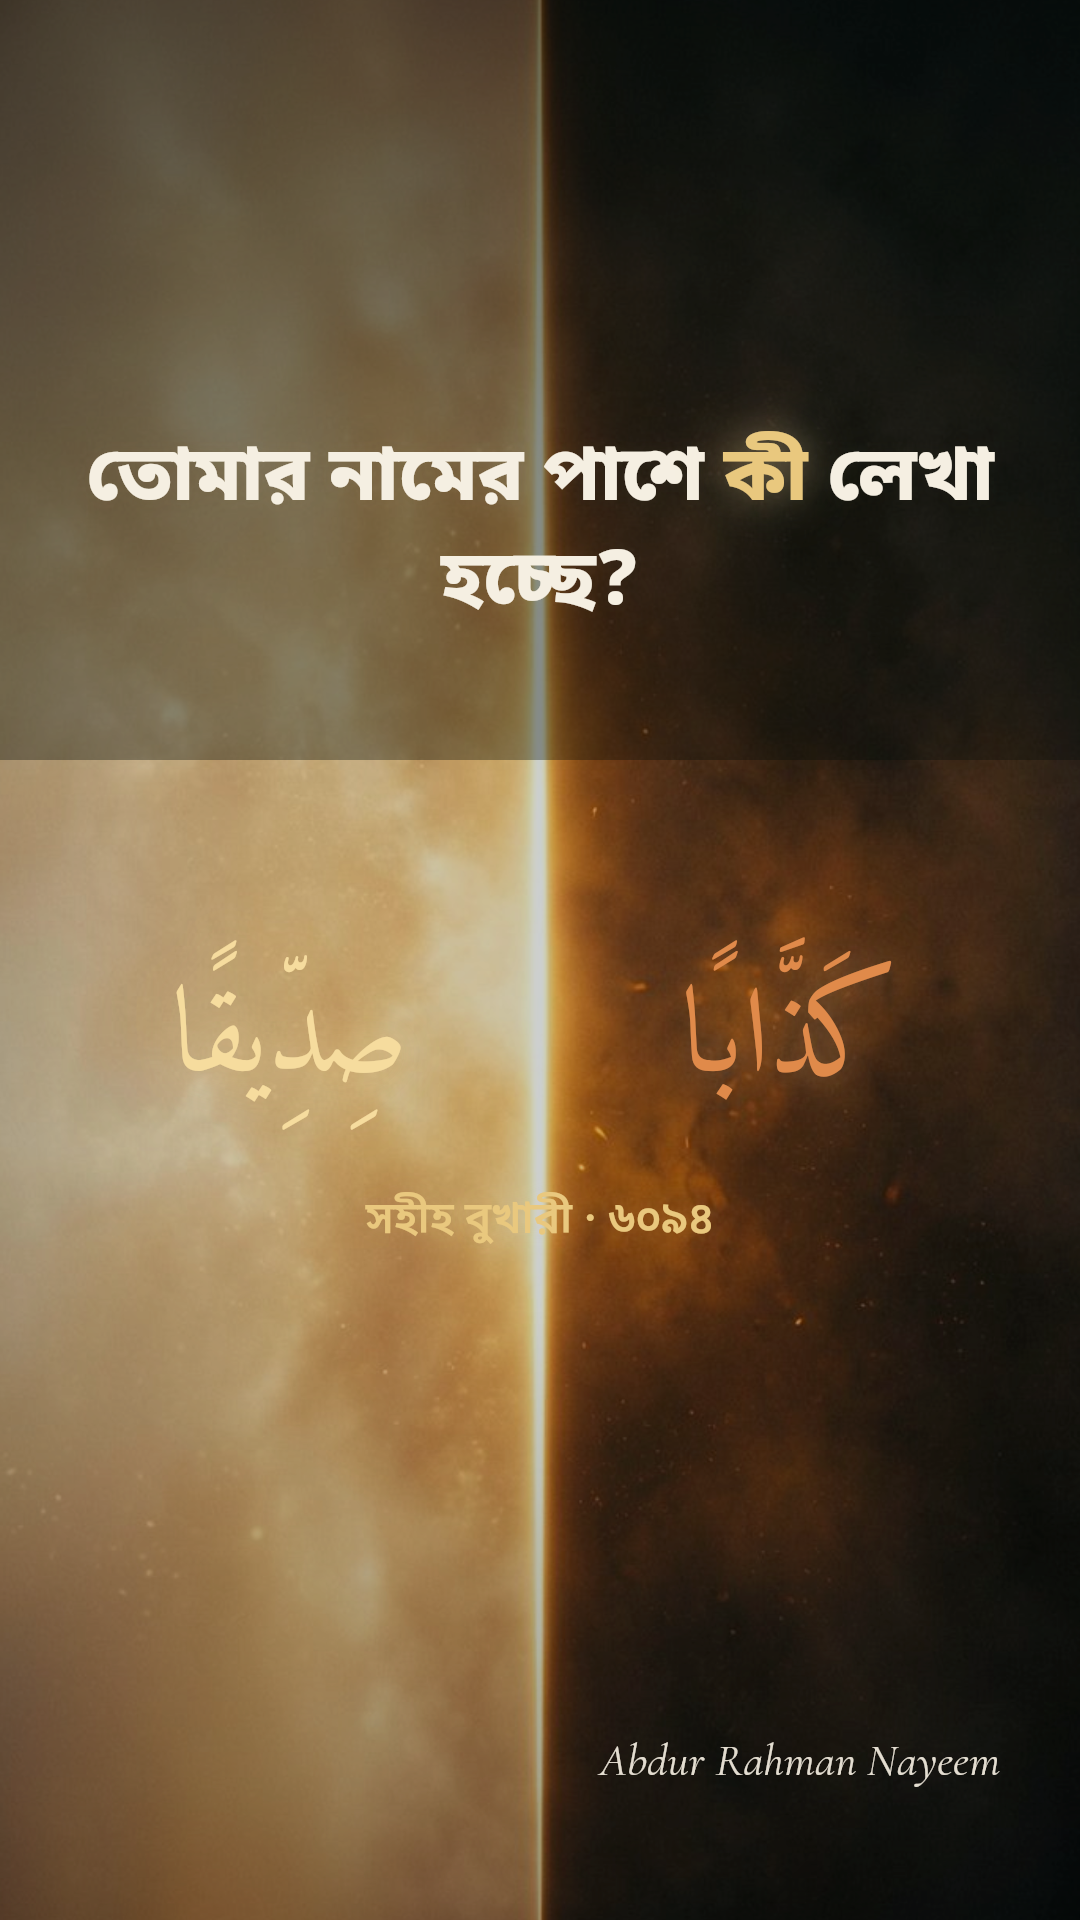 তোমার নামের পাশে কী লেখা
হচ্ছে?
صِدِّيقًا
كَذَّابًا
সহীহ বুখারী · ৬০৯৪
Abdur Rahman Nayeem